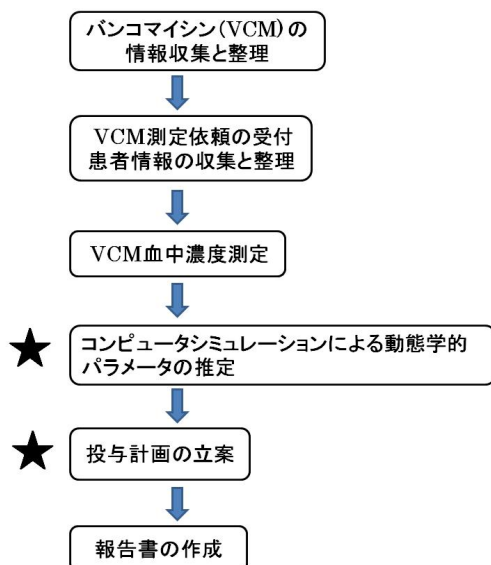 バンコマイシン(VCM)の
情報収集と整理
VCM測定依頼の受付
患者情報の収集と整理
VCM血中濃度測定
コンピュータシミュレーションによる動態学的
パラメータの推定
投与計画の立案
報告書の作成